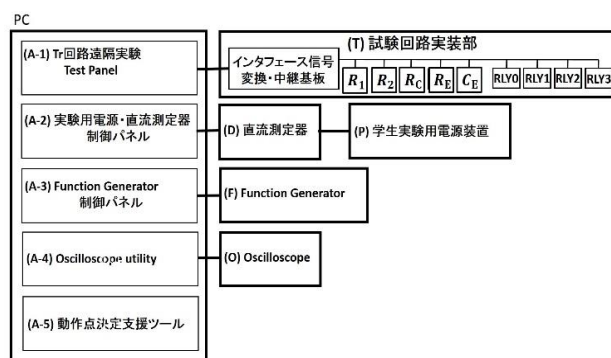 PC
(A-1) Tr回路遠隔実験
Test Panel
(T) 試験回路実装部
インタフェース信号
変換・中継基板
R1 R2 RC RE CE RLY0 RLY1 RLY2 RLY3
(A-2) 実験用電源・直流測定器
制御パネル
(D) 直流測定器
(P) 学生実験用電源装置
(A-3) Function Generator
制御パネル
(F) Function Generator
(A-4) Oscilloscope utility
(O) Oscilloscope
(A-5) 動作点決定支援ツール